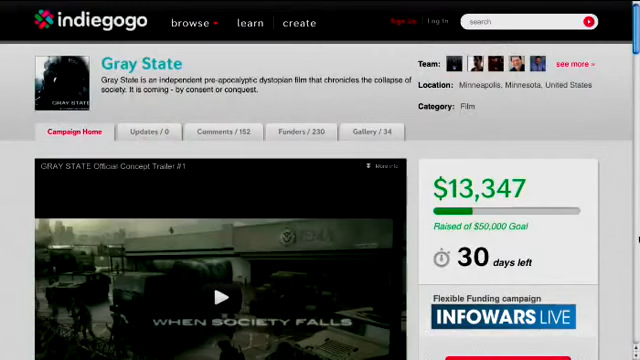 indiegogo
browse
learn
create
Sign Up
Log In
search
Gray State
Gray State is an independent pre-apocalyptic dystopian film that chronicles the collapse of
society. It is coming - by consent or conquest.
GRAY STATE
Team:
see more »
Location: Minneapolis, Minnesota, United States
Category: Film
Campaign Home
Updates / 0
Comments / 152
Funders / 230
Gallery / 34
GRAY STATE Official Concept Trailer #1
WHEN SOCIETY FALLS
$13,347
Raised of $50,000 Goal
30 days left
Flexible Funding campaign
INFOWARS LIVE